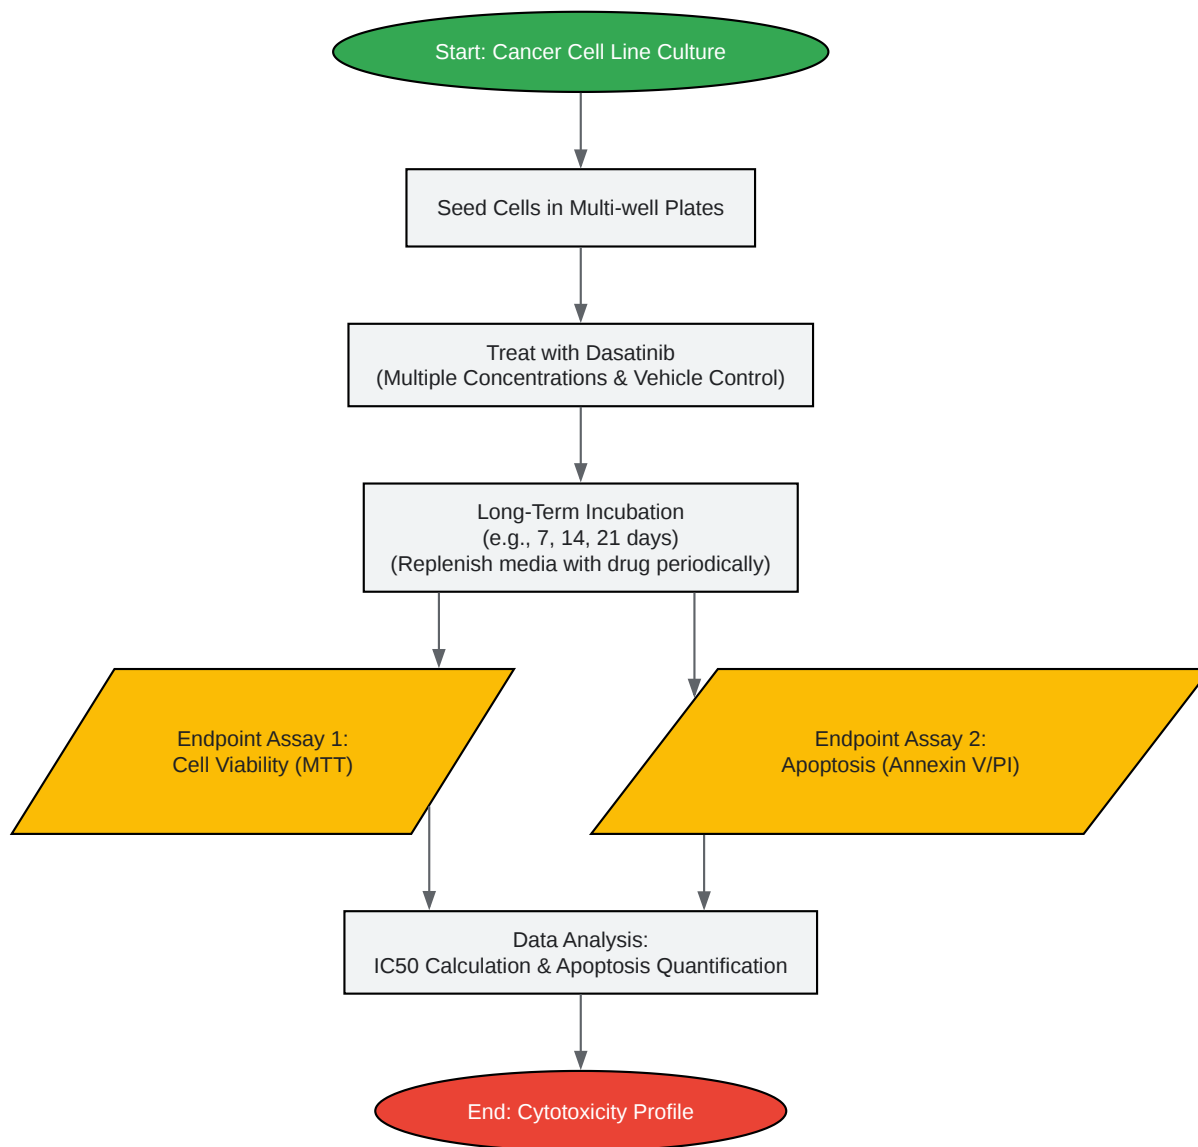 Start: Cancer Cell Line Culture
Seed Cells in Multi-well Plates
Treat with Dasatinib
(Multiple Concentrations & Vehicle Control)
Long-Term Incubation
(e.g., 7, 14, 21 days)
(Replenish media with drug periodically)
Endpoint Assay 1:
Cell Viability (MTT)
Endpoint Assay 2:
Apoptosis (Annexin V/PI)
Data Analysis:
IC50 Calculation & Apoptosis Quantification
End: Cytotoxicity Profile